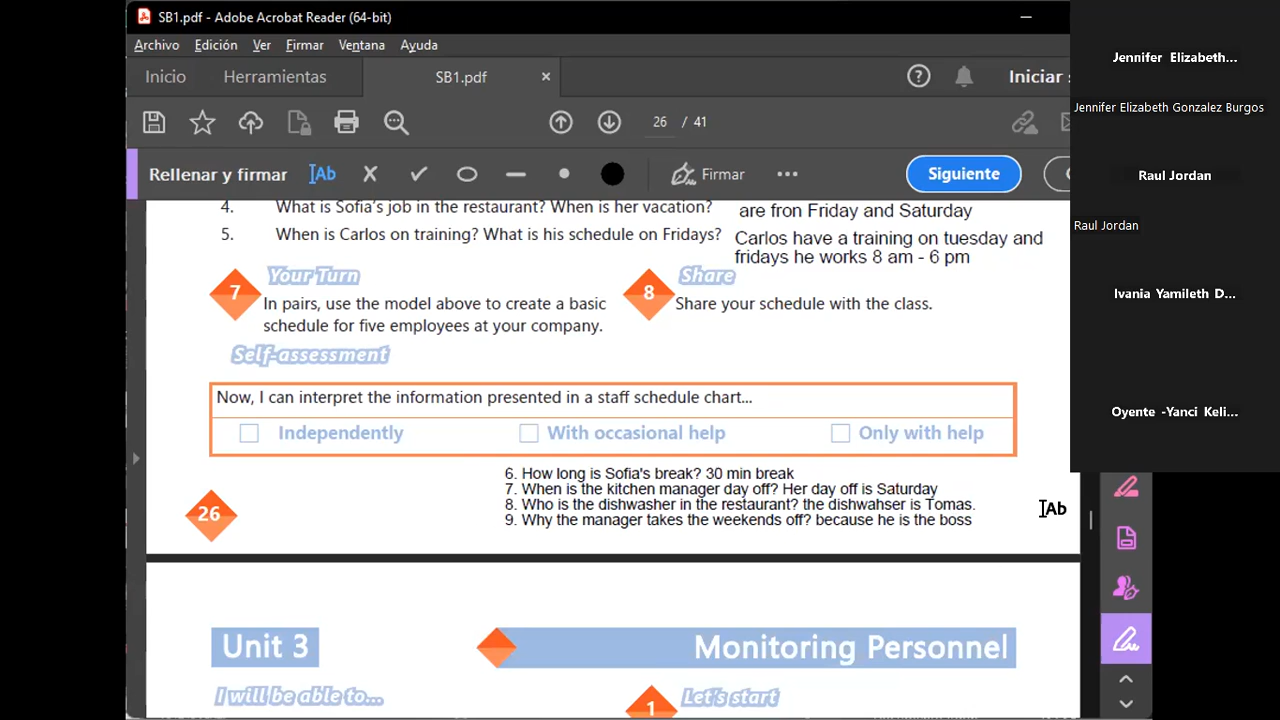 SB1.pdf - Adobe Acrobat Reader (64-bit)
Archivo Edición Ver Firmar Ventana Ayuda
Inicio Herramientas SB1.pdf × Iniciar
26 / 41
Rellenar y firmar Ab Firmar Siguiente
4. What is Sofia's job in the restaurant? When is her vacation? are fron Friday and Saturday
5. When is Carlos on training? What is his schedule on Fridays? Carlos have a training on tuesday and
fridays he works 8 am - 6 pm
7 Your Turn
In pairs, use the model above to create a basic
schedule for five employees at your company.
8 Share
Share your schedule with the class.
Self-assessment
Now, I can interpret the information presented in a staff schedule chart...
Independently With occasional help Only with help
6. How long is Sofia's break? 30 min break
7. When is the kitchen manager day off? Her day off is Saturday
8. Who is the dishwasher in the restaurant? the dishwahser is Tomas.
9. Why the manager takes the weekends off? because he is the boss
26
Ab
Unit 3 Monitoring Personnel
I will be able to...
1 Let's start
Jennifer Elizabeth...
Jennifer Elizabeth Gonzalez Burgos
Raul Jordan
Raul Jordan
Ivania Yamileth D...
Oyente -Yanci Keli...